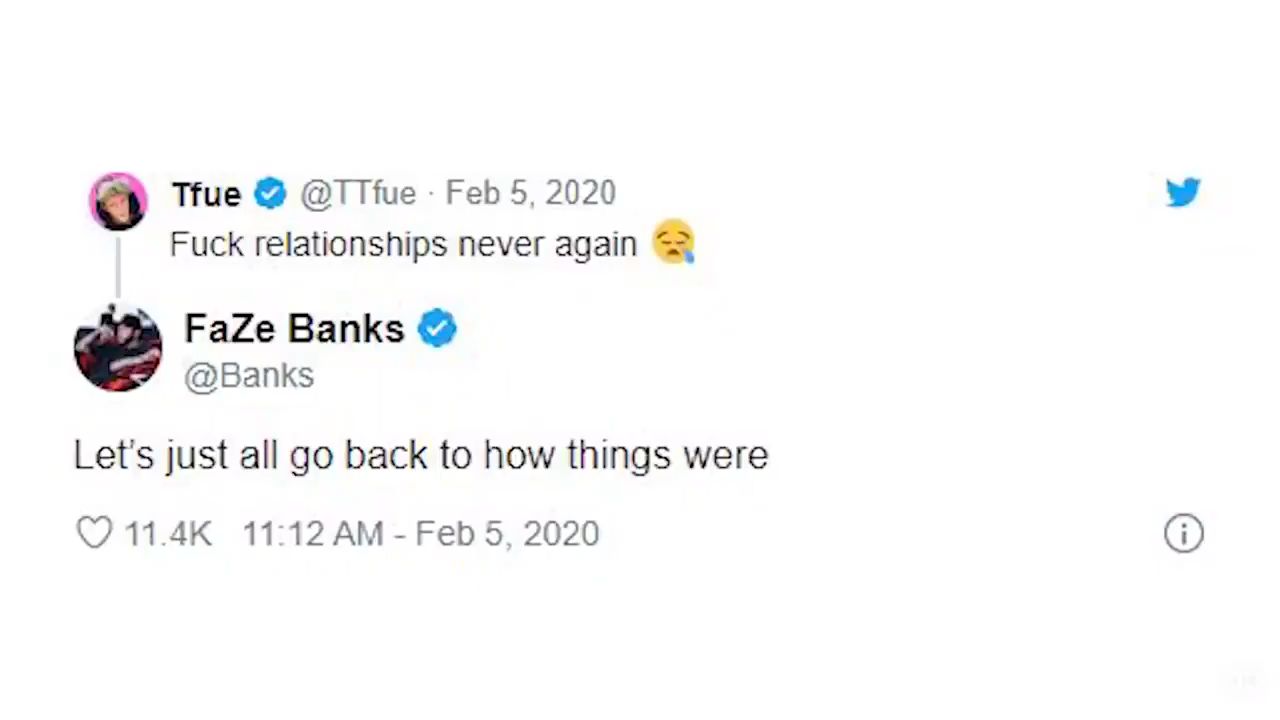 Tfue @TTfue · Feb 5, 2020
Fuck relationships never again 😪
FaZe Banks
@Banks
Let's just all go back to how things were
11.4K 11:12 AM - Feb 5, 2020